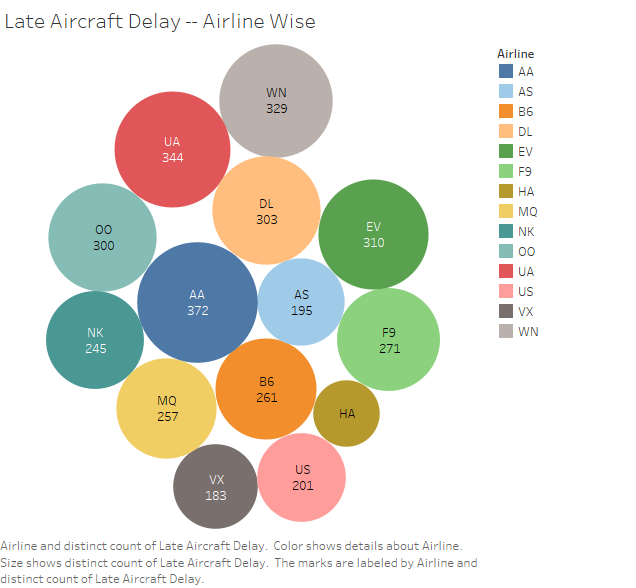 Late Aircraft Delay -- Airline Wise
WN
329
UA
344
DL
303
EV
310
OO
300
AA
372
AS
195
NK
245
F9
271
B6
261
MQ
257
HA
US
201
VX
183
Airline
AA
AS
B6
DL
EV
F9
HA
MQ
NK
OO
UA
US
VX
WN
Airline and distinct count of Late Aircraft Delay.  Color shows details about Airline.
Size shows distinct count of Late Aircraft Delay.  The marks are labeled by Airline and
distinct count of Late Aircraft Delay.